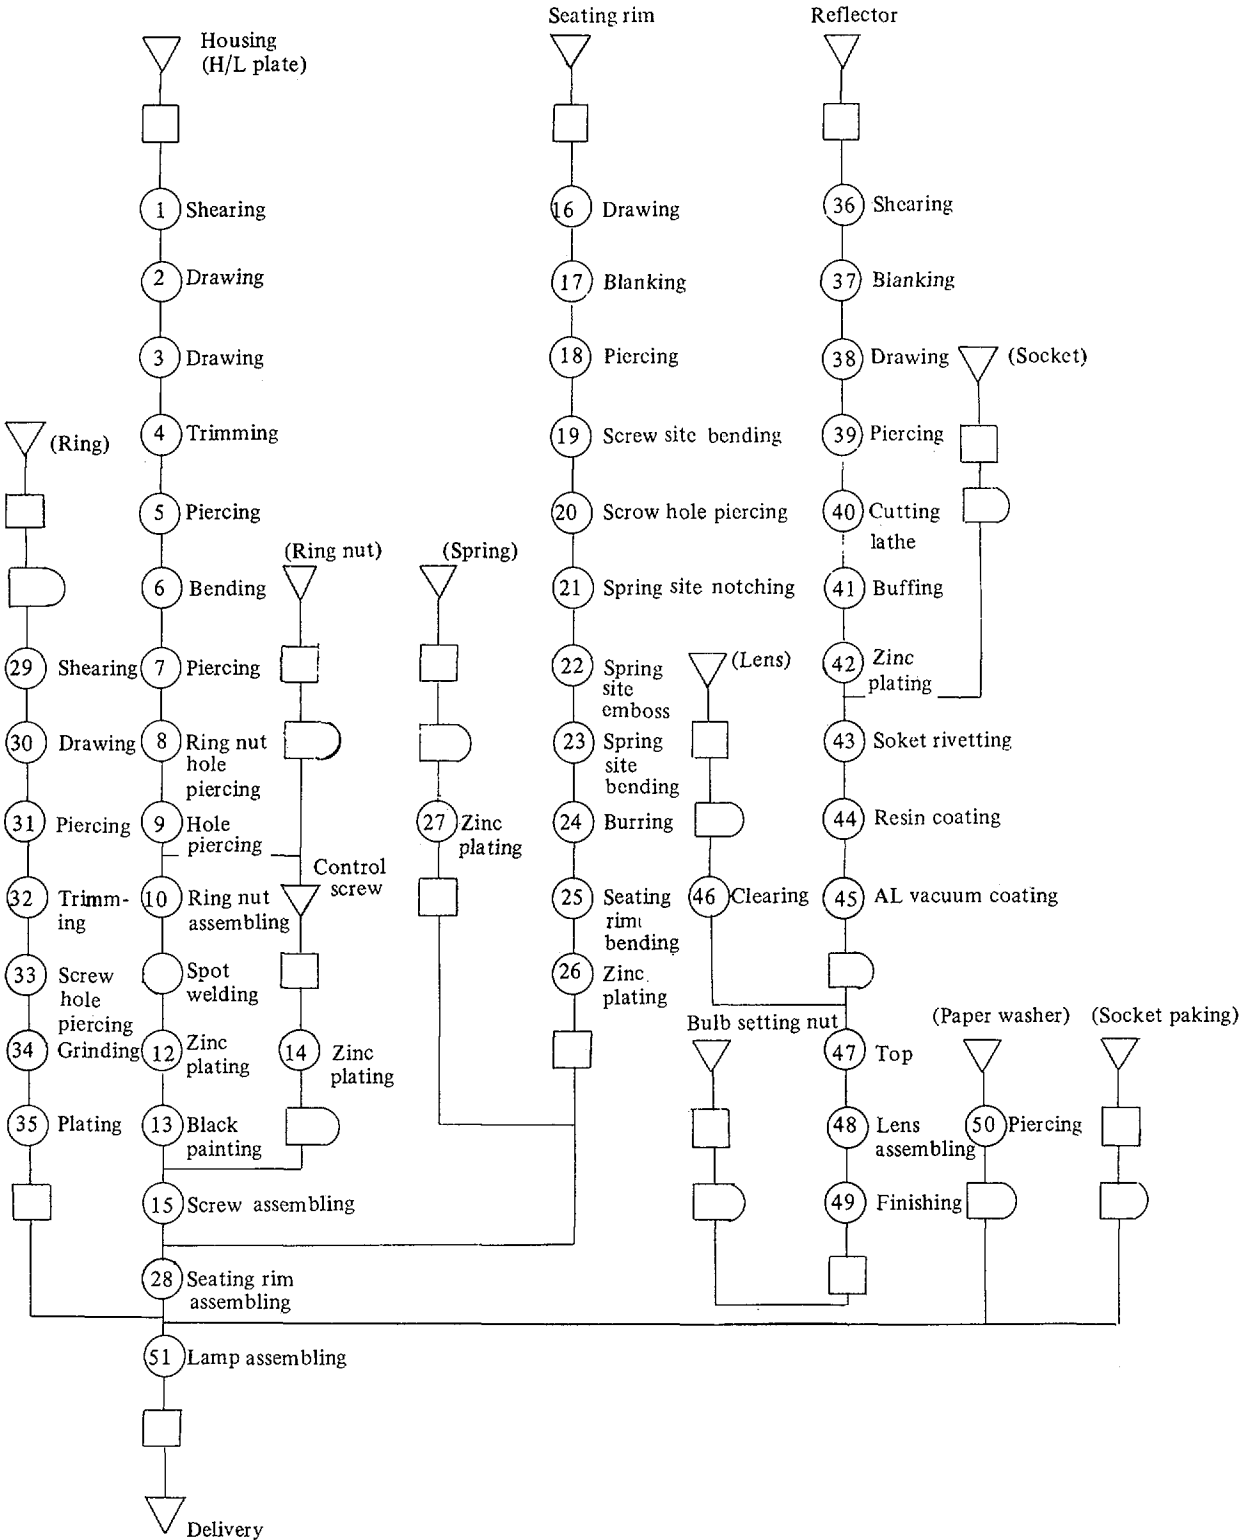 Seating rim
Reflector
Housing
(H/L plate)
1 Shearing
16 Drawing
36 Shearing
2 Drawing
17 Blanking
37 Blanking
3 Drawing
18 Piercing
38 Drawing
(Socket)
(Ring)
4 Trimming
19 Screw site bending
39 Piercing
5 Piercing
20 Scrow hole piercing
40 Cutting
lathe
(Ring nut)
(Spring)
6 Bending
21 Spring site notching
41 Buffing
29 Shearing
7 Piercing
22 Spring
site
emboss
(Lens)
42 Zinc
plating
30 Drawing
8 Ring nut
hole
piercing
23 Spring
site
bending
43 Soket rivetting
31 Piercing
9 Hole
piercing
27 Zinc
plating
24 Burring
44 Resin coating
Control
screw
32 Trimm-
ing
10 Ring nut
assembling
25 Seating
rim
bending
46 Clearing
45 AL vacuum coating
33 Screw
hole
piercing
Spot
welding
26 Zinc
plating
Bulb setting nut
(Paper washer)
(Socket paking)
34 Grinding
12 Zinc
plating
14 Zinc
plating
47 Top
35 Plating
13 Black
painting
48 Lens
assembling
50 Piercing
15 Screw assembling
49 Finishing
28 Seating rim
assembling
51 Lamp assembling
Delivery